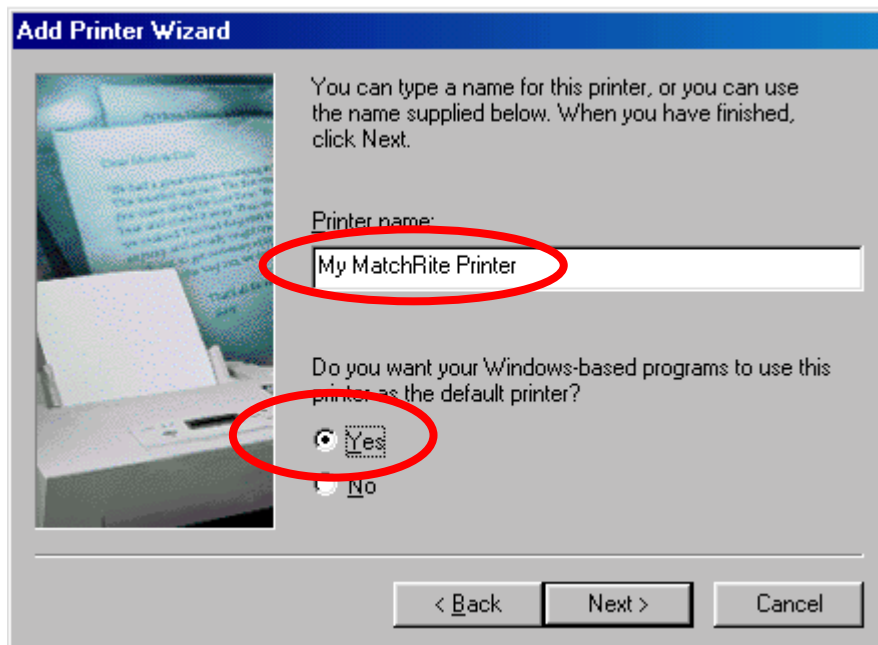 Add Printer Wizard
You can type a name for this printer, or you can use
the name supplied below. When you have finished,
click Next.
Printer name:
My MatchRite Printer
Do you want your Windows-based programs to use this
printer as the default printer?
Yes
No
< Back
Next >
Cancel